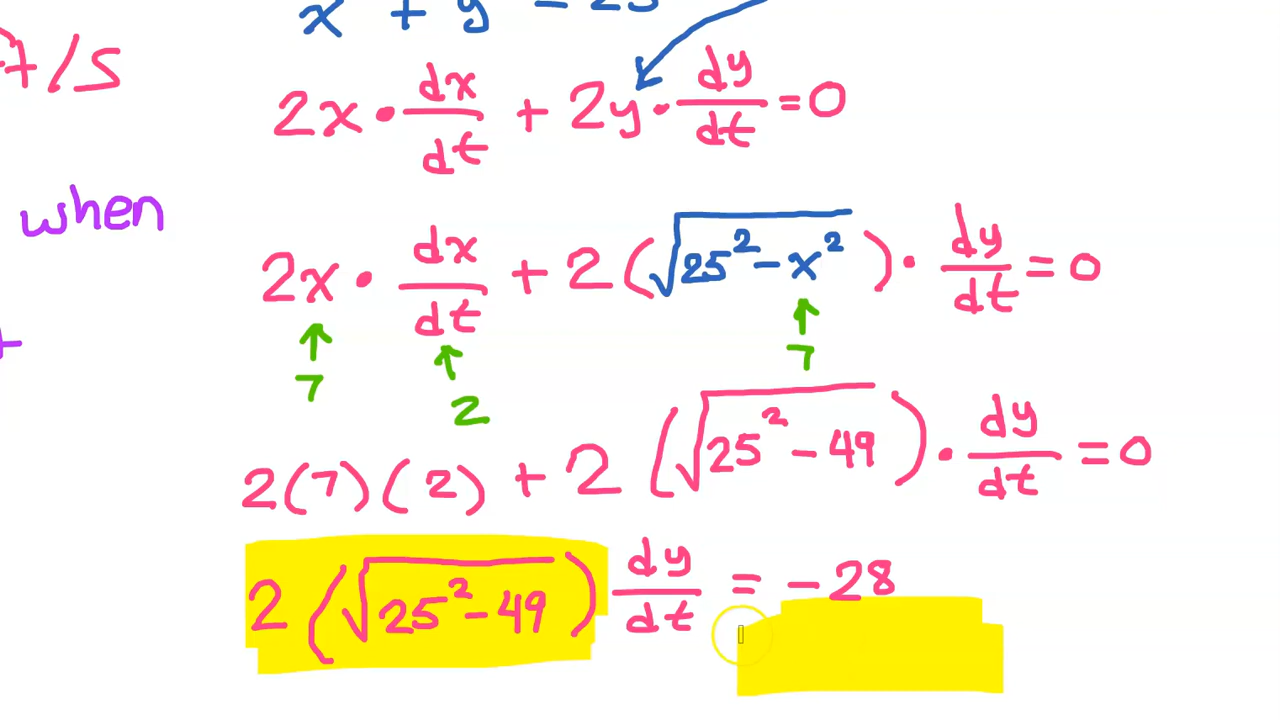 x + y = 25
t/s
2x · dx/dt + 2y · dy/dt = 0
when
2x · dx/dt + 2(√(25² − x²)) · dy/dt = 0
7 2 7
2(7)(2) + 2(√(25² − 49)) · dy/dt = 0
2(√(25² − 49)) dy/dt = −28